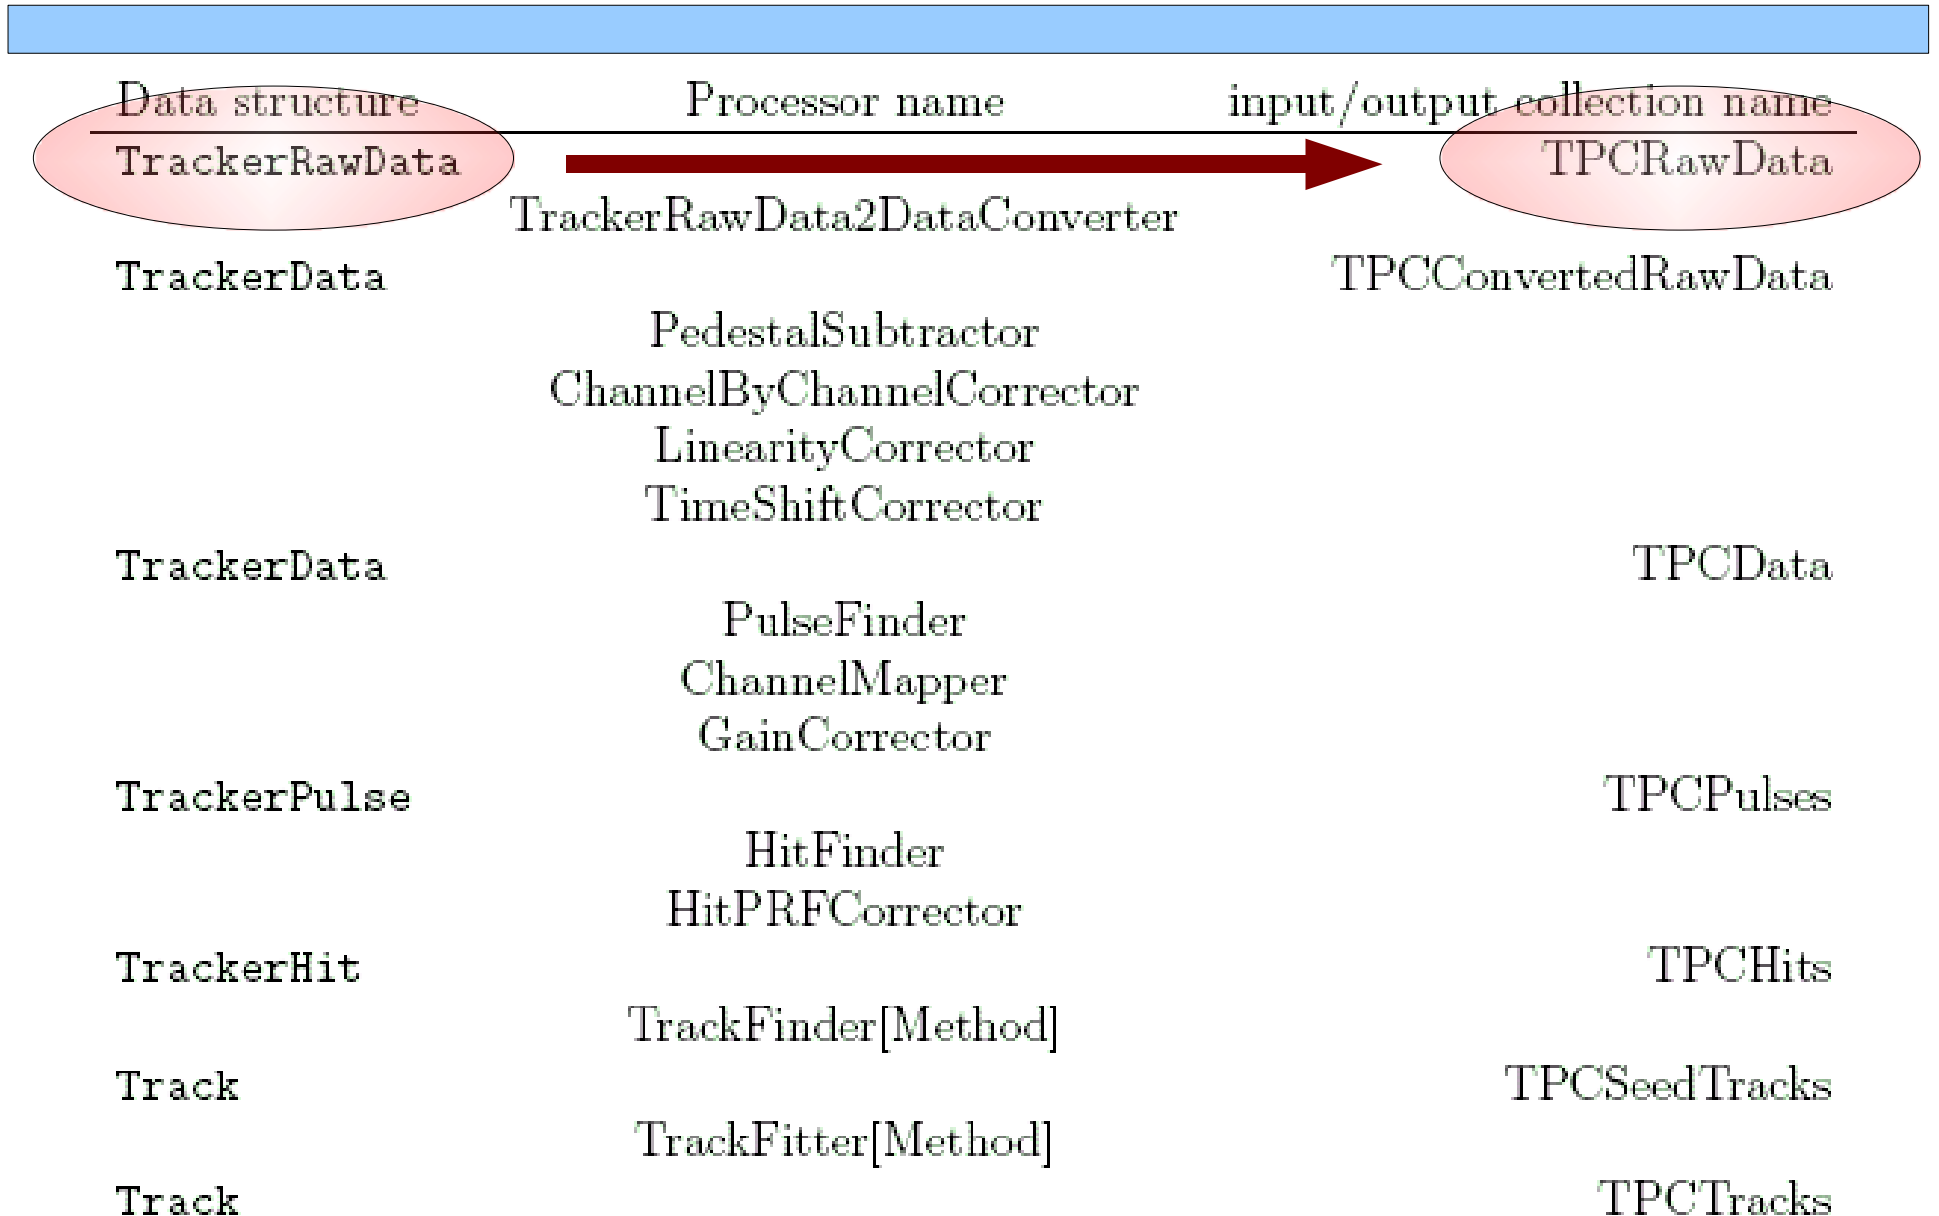 Data structure Processor name input/output collection name
TrackerRawData TPCRawData
TrackerRawData2DataConverter
TrackerData TPCConvertedRawData
PedestalSubtractor
ChannelByChannelCorrector
LinearityCorrector
TimeShiftCorrector
TrackerData TPCData
PulseFinder
ChannelMapper
GainCorrector
TrackerPulse TPCPulses
HitFinder
HitPRFCorrector
TrackerHit TPCHits
TrackFinder[Method]
Track TPCSeedTracks
TrackFitter[Method]
Track TPCTracks